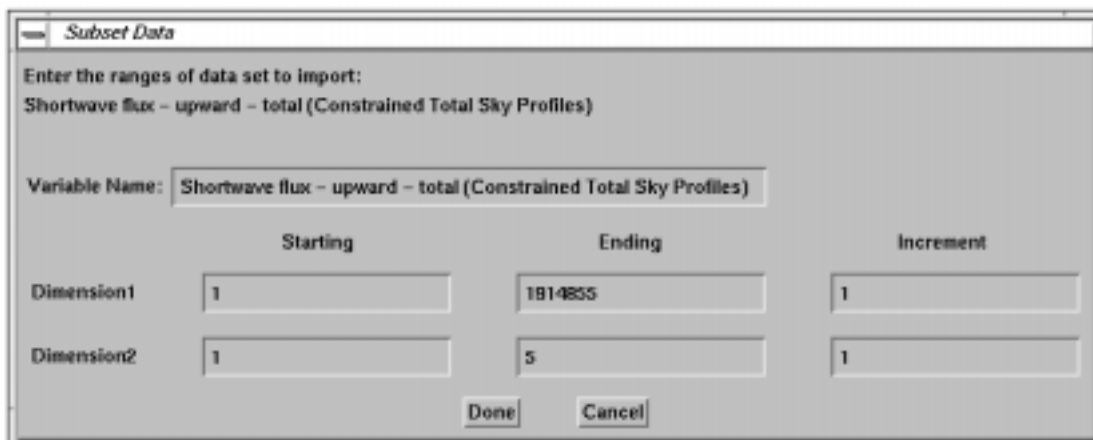 Subset Data
Enter the ranges of data set to import:
Shortwave flux – upward – total (Constrained Total Sky Profiles)
Variable Name: Shortwave flux – upward – total (Constrained Total Sky Profiles)
Starting Ending Increment
Dimension1 1 1914855 1
Dimension2 1 5 1
Done Cancel